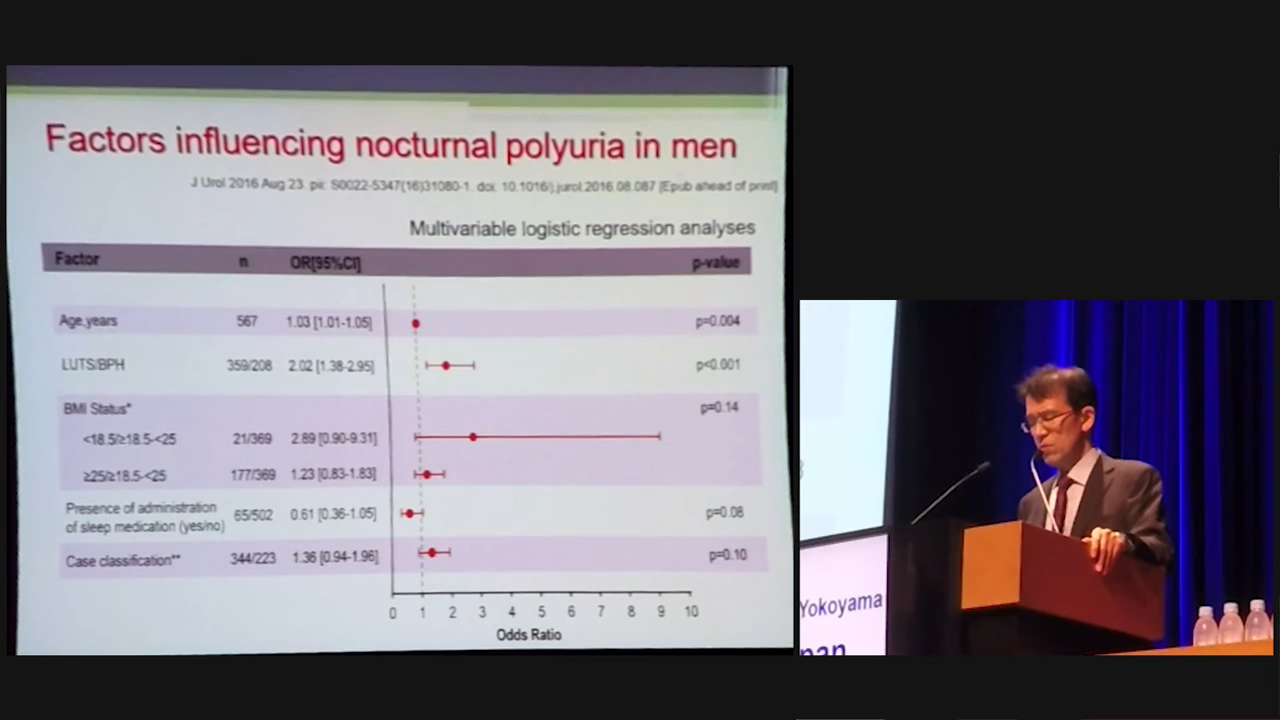 Factors influencing nocturnal polyuria in men
J Urol 2016 Aug 23. pii: S0022-5347(16)31080-1. doi: 10.1016/j.juro.2016.08.087 [Epub ahead of print]
Multivariable logistic regression analyses
Factor n OR[95%CI] p-value
Age,years 567 1.03 [1.01-1.05] p=0.004
LUTS/BPH 359/208 2.02 [1.38-2.95] p<0.001
BMI Status* p=0.14
<18.5/≥18.5-<25 21/369 2.89 [0.90-9.31]
≥25/≥18.5-<25 177/369 1.23 [0.83-1.83]
Presence of administration
of sleep medication (yes/no) 65/502 0.61 [0.36-1.05] p=0.08
Case classification** 344/223 1.36 [0.94-1.96] p=0.10
0 1 2 3 4 5 6 7 8 9 10
Odds Ratio
Yokoyama